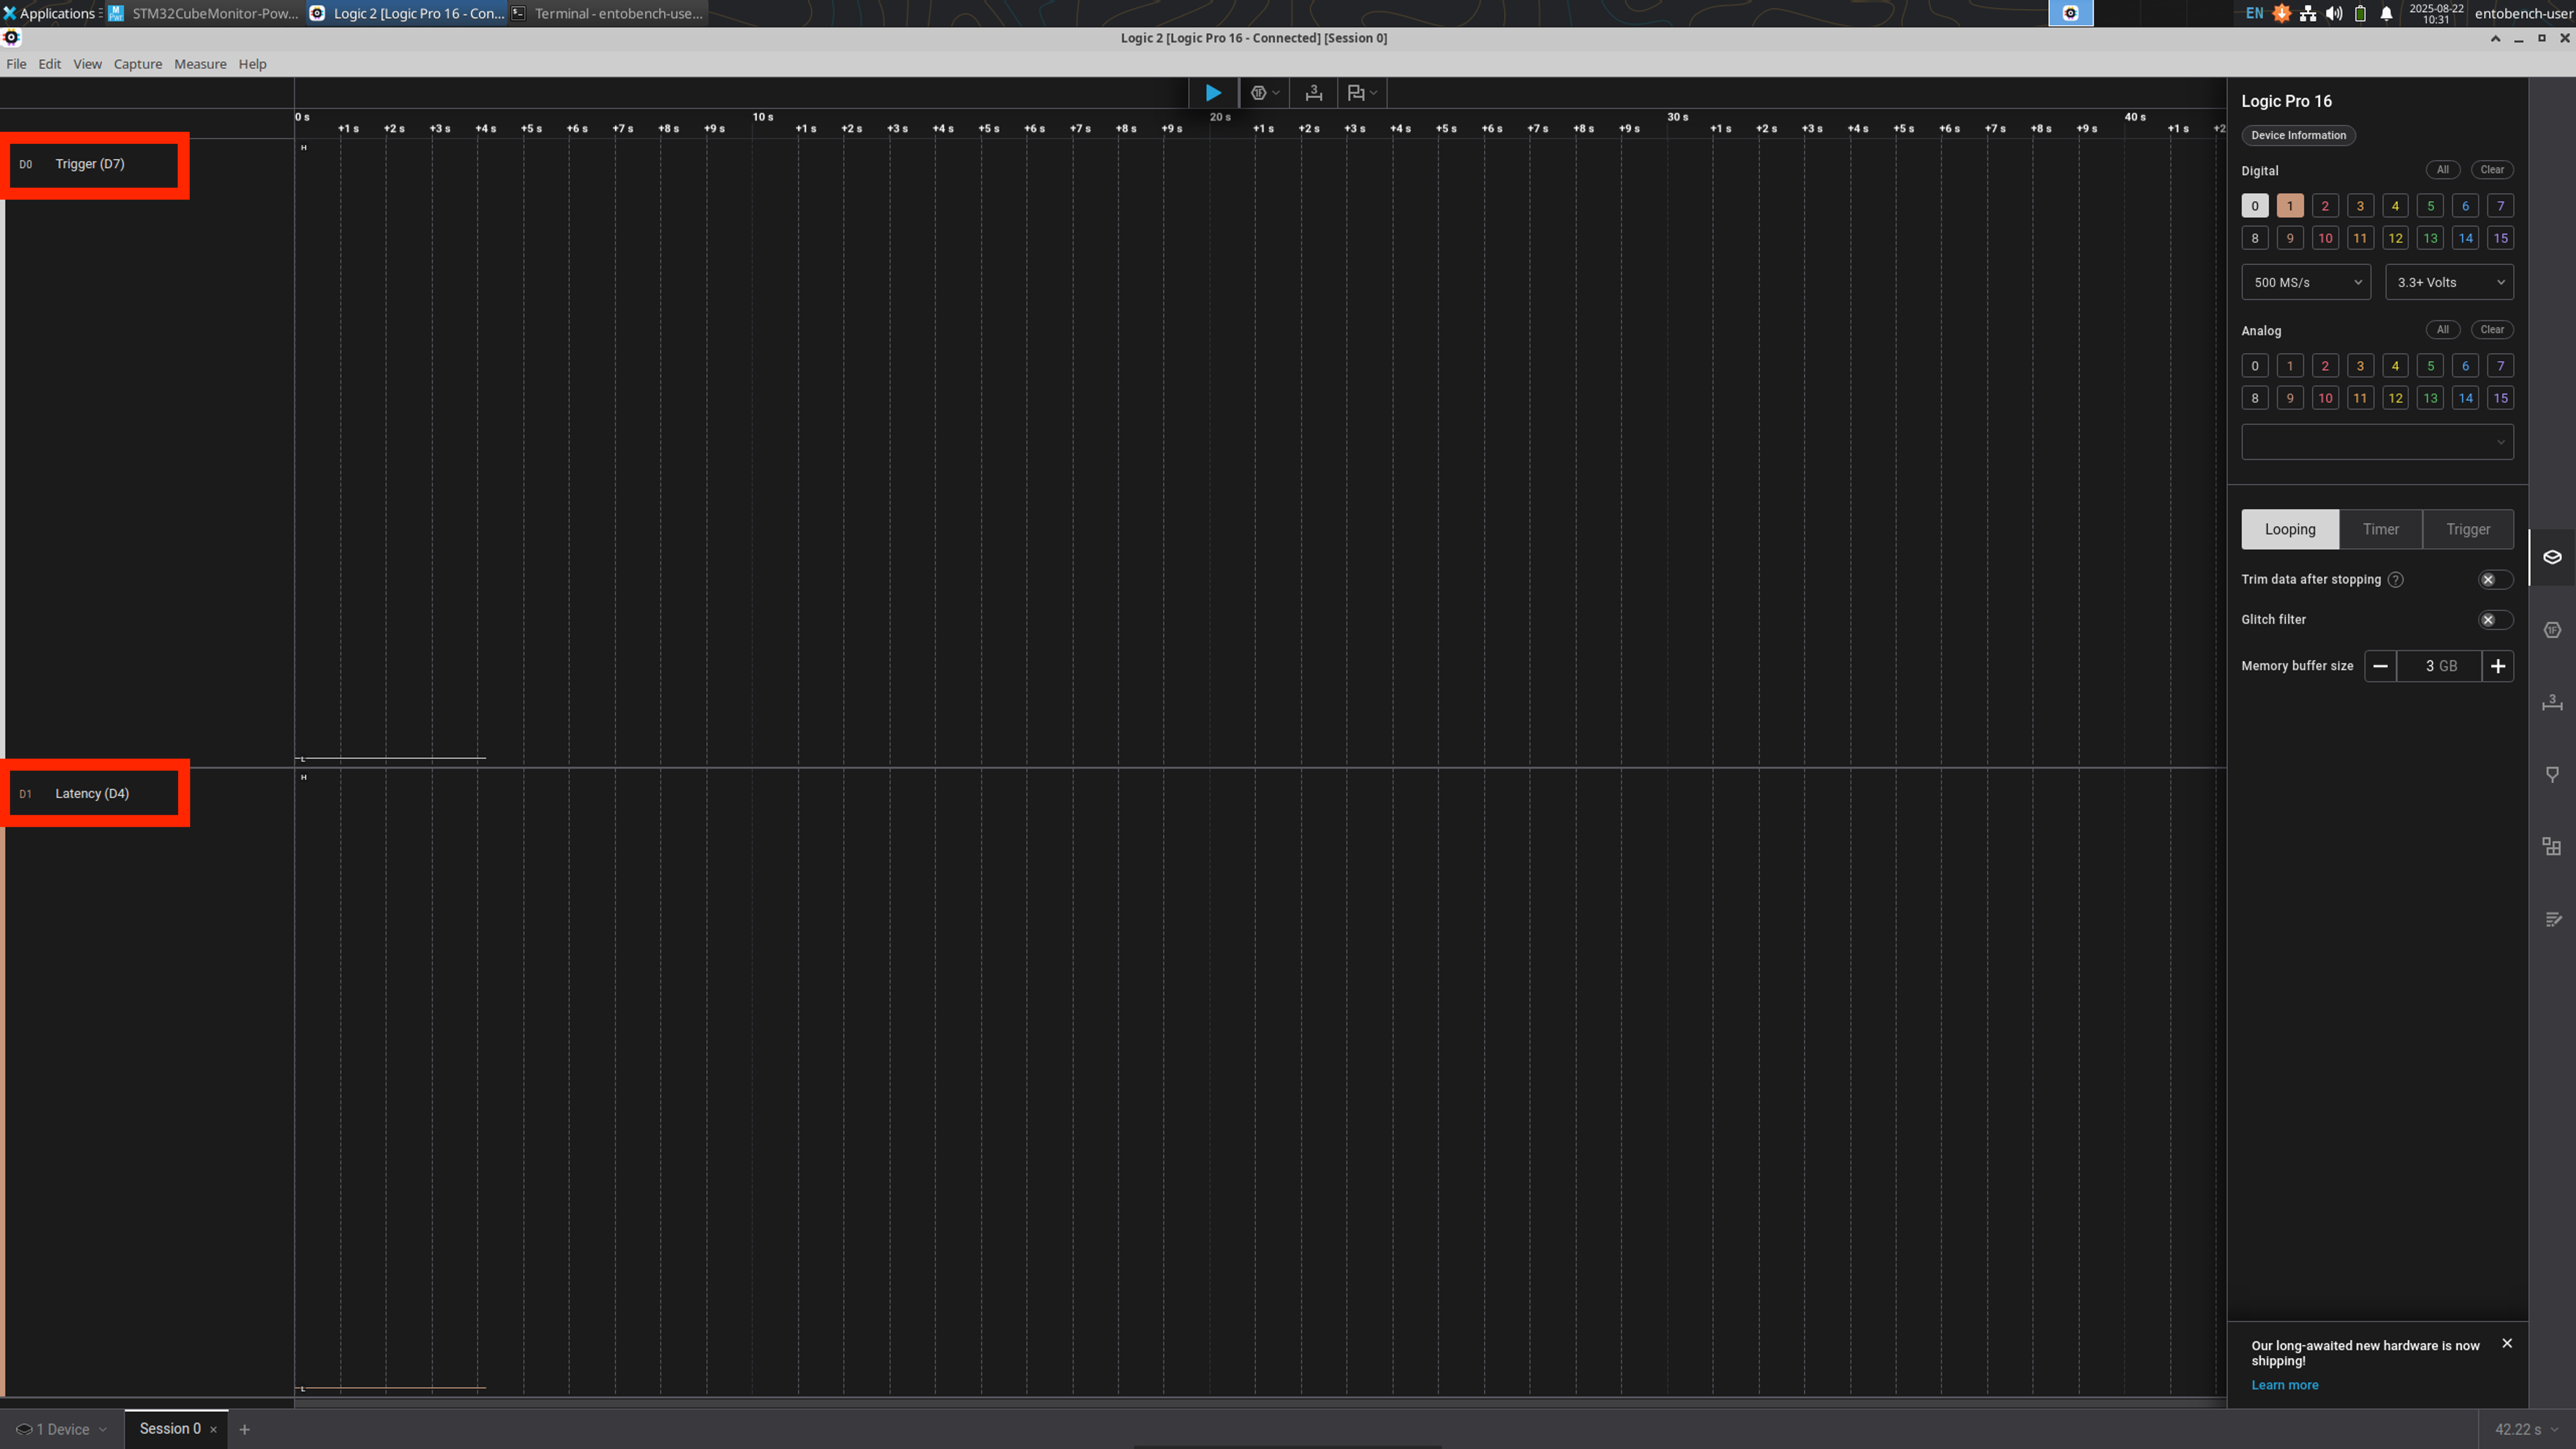 Applications
STM32CubeMonitor-Pow...
Logic 2 [Logic Pro 16 - Con...
Terminal - entobench-use...
EN
2025-08-22
10:31
entobench-user
Logic 2 [Logic Pro 16 - Connected] [Session 0]
File Edit View Capture Measure Help
0 s 10 s 20 s 30 s 40 s
+1 s +2 s +3 s +4 s +5 s +6 s +7 s +8 s +9 s +1 s +2 s +3 s +4 s +5 s +6 s +7 s +8 s +9 s +1 s +2 s +3 s +4 s +5 s +6 s +7 s +8 s +9 s +1 s +2 s +3 s +4 s +5 s +6 s +7 s +8 s +9 s +1 s +2
H
D0 Trigger (D7)
L
H
D1 Latency (D4)
L
Logic Pro 16
Device Information
Digital All Clear
0 1 2 3 4 5 6 7
8 9 10 11 12 13 14 15
500 MS/s 3.3+ Volts
Analog All Clear
0 1 2 3 4 5 6 7
8 9 10 11 12 13 14 15
Looping Timer Trigger
Trim data after stopping ?
Glitch filter
Memory buffer size 3 GB
Our long-awaited new hardware is now
shipping!
Learn more
1 Device Session 0 42.22 s